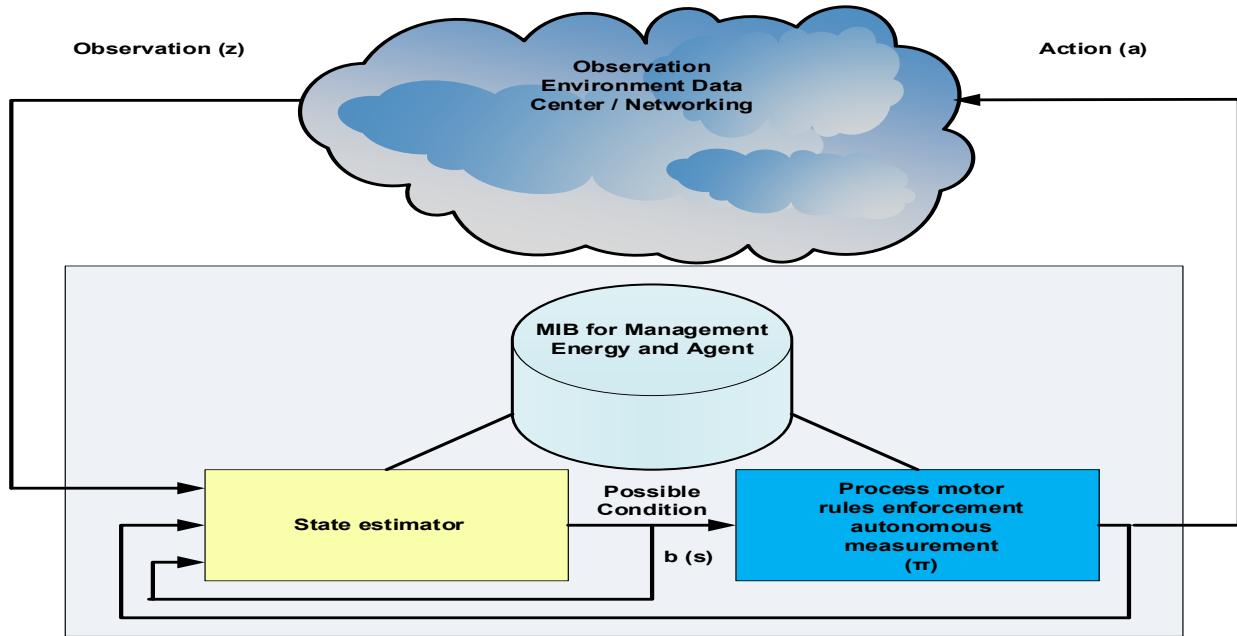 Observation (z)
Action (a)
Observation
Environment Data
Center / Networking
MIB for Management
Energy and Agent
State estimator
Possible
Condition
b (s)
Process motor
rules enforcement
autonomous
measurement
(π)